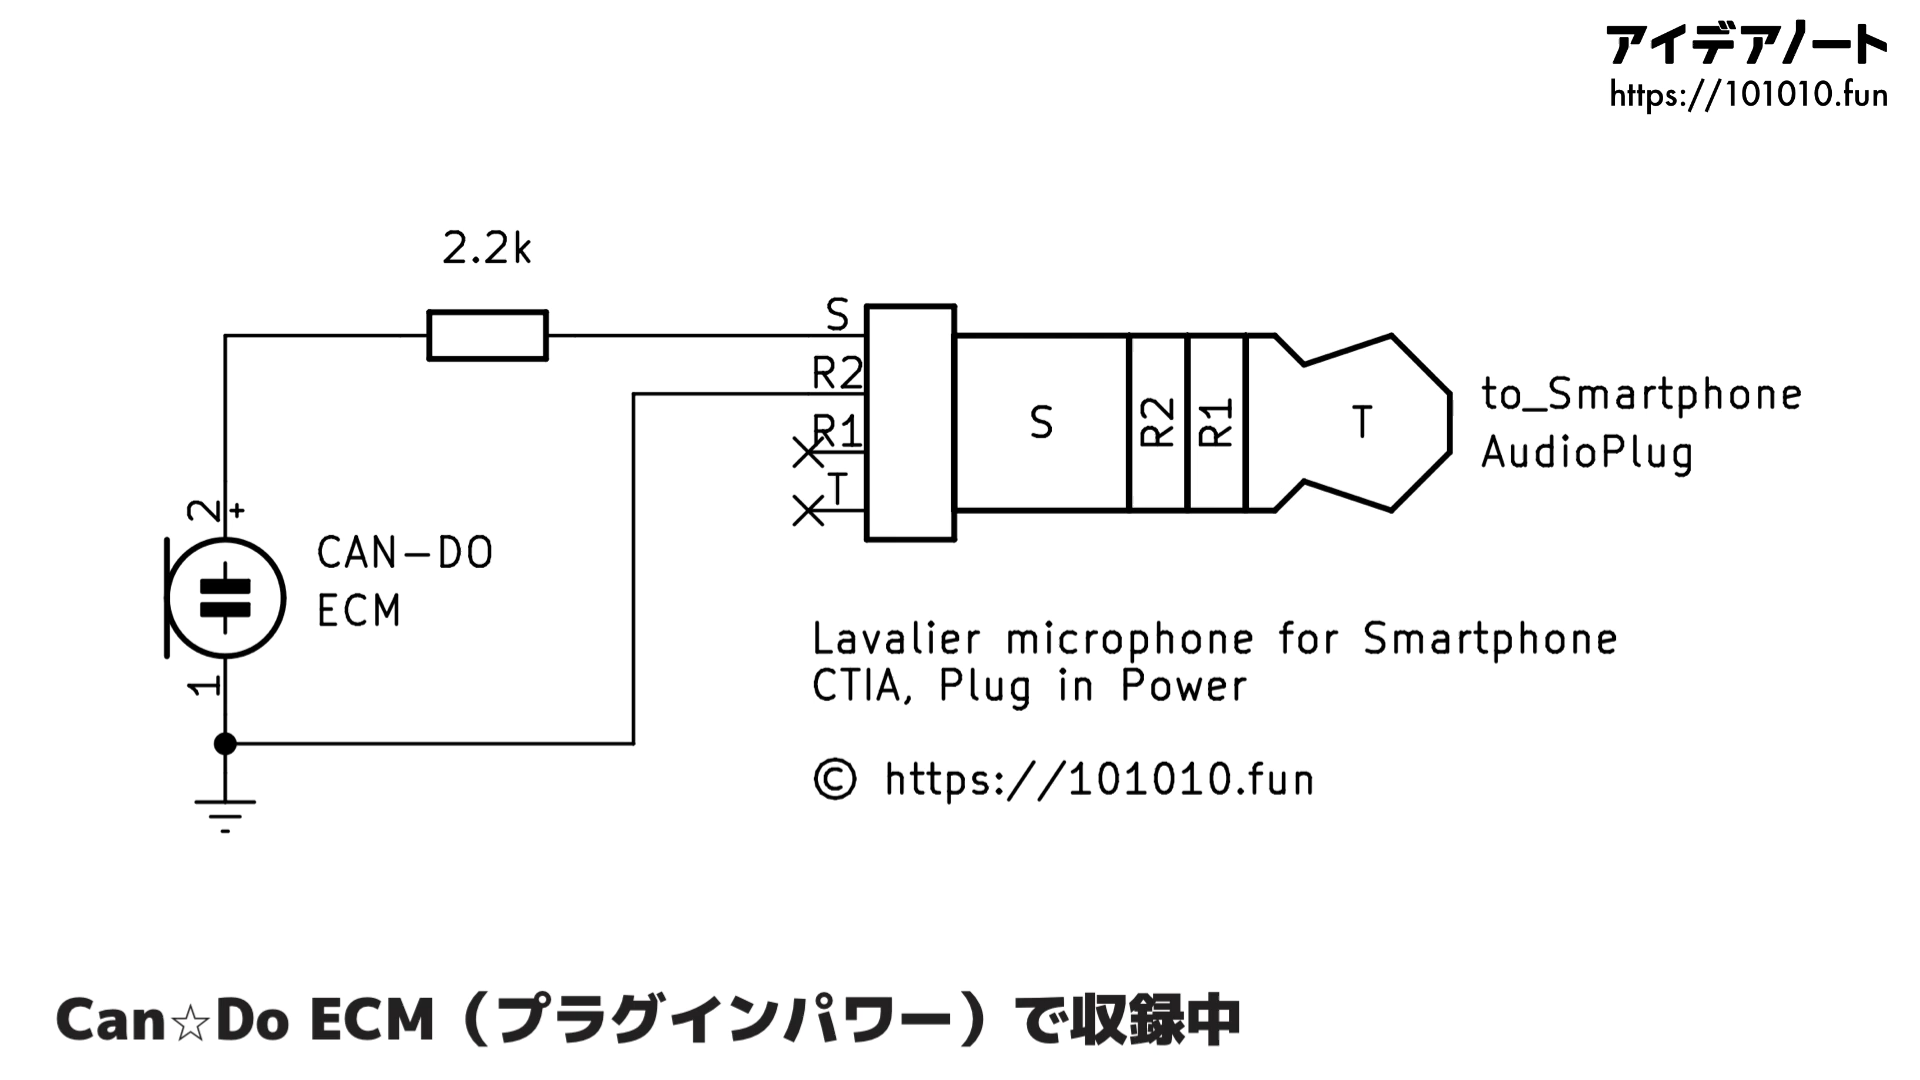 アイデアノート
https://101010.fun
2.2k
S
R2
R1
T
S
R2
R1
T
to_Smartphone
AudioPlug
2
+
CAN-DO
ECM
1
Lavalier microphone for Smartphone
CTIA, Plug in Power
© https://101010.fun
Can☆Do ECM（プラグインパワー）で収録中